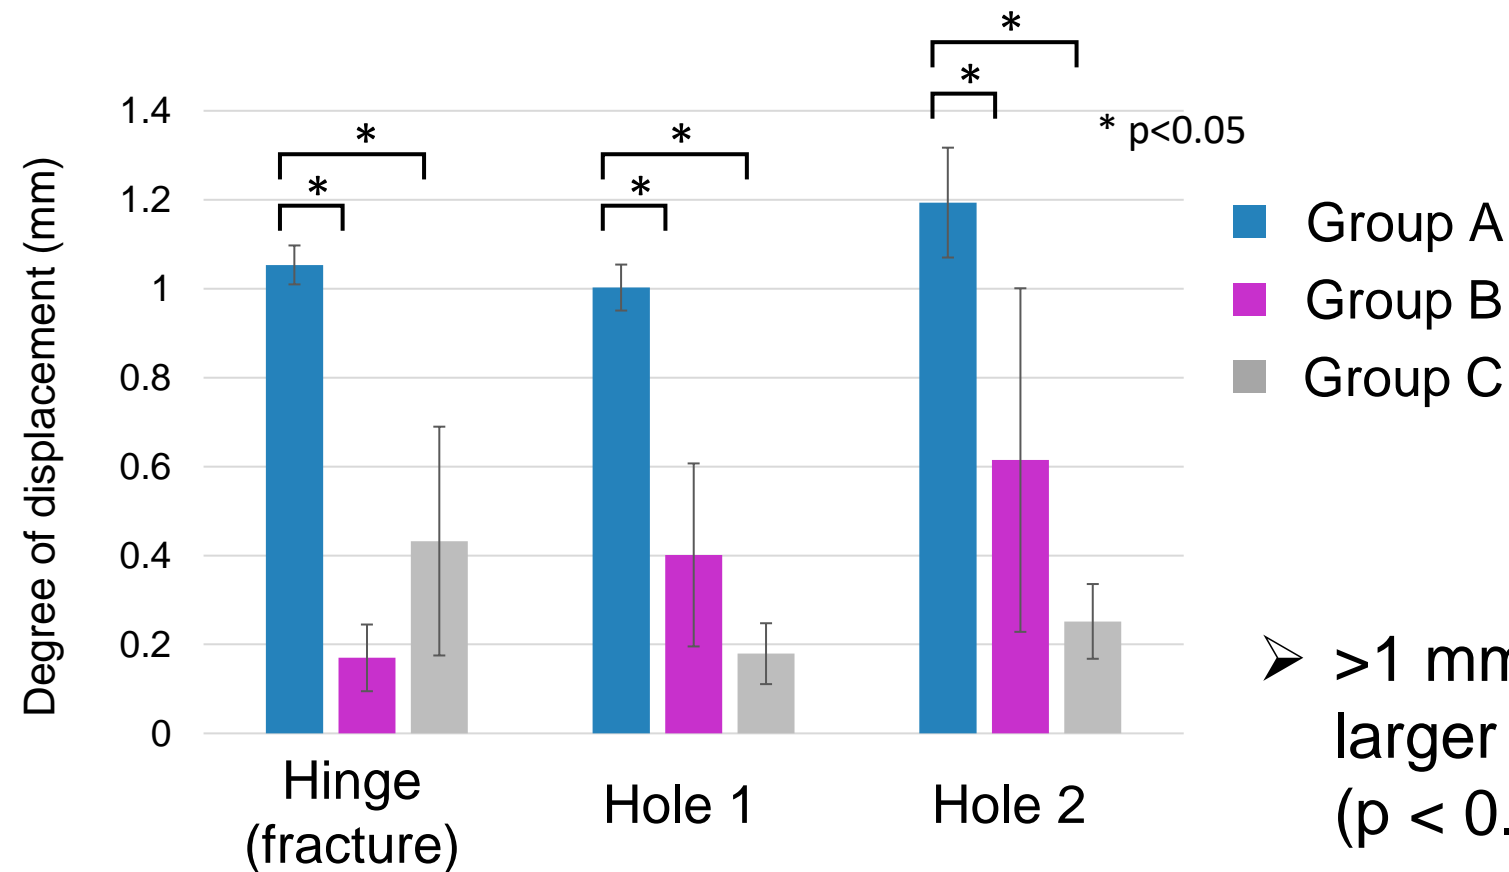 *
*
1.4
* p<0.05
*
*
*
*
1.2
1
0.8
0.6
0.4
0.2
0
Degree of displacement (mm)
Group A
Group B
Group C
Hinge
(fracture)
Hole 1
Hole 2
➢ >1 mm
larger
(p < 0.